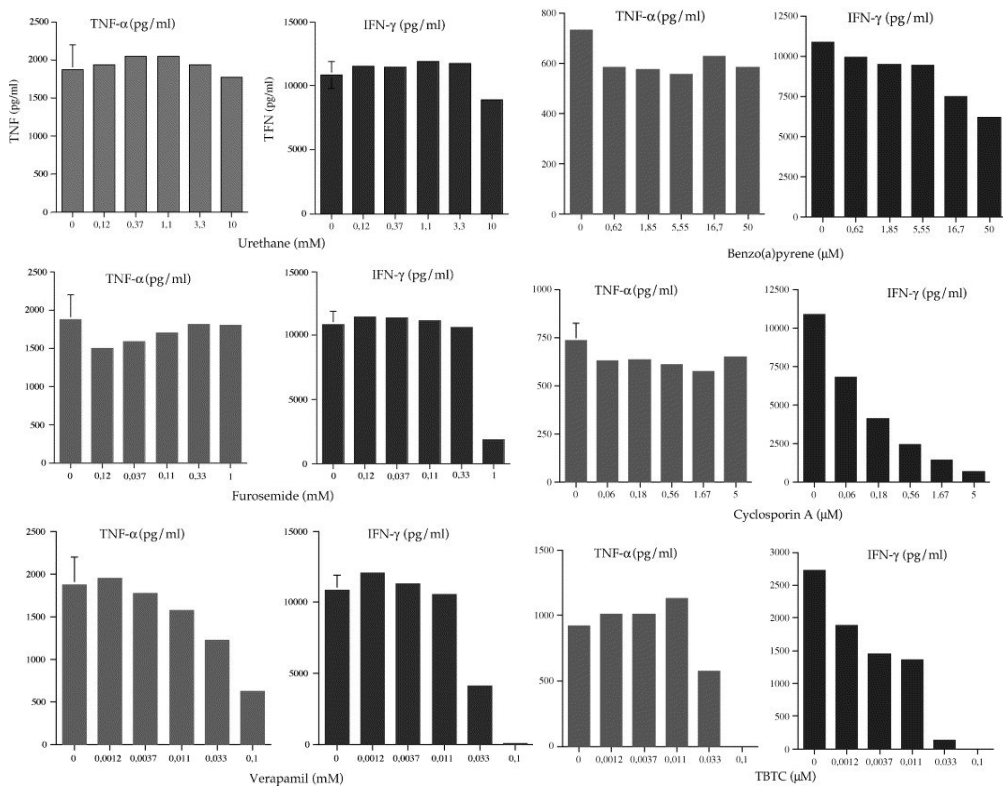 TNF-α(pg/ml)
TNF (pg/ml)
2500
2000
1500
1000
500
0
0 0,12 0,37 1,1 3,3 10
IFN-γ (pg/ml)
TFN (pg/ml)
15000
10000
5000
0
0 0,12 0,37 1,1 3,3 10
Urethane (mM)
TNF-α(pg/ml)
800
600
400
200
0
0 0,62 1,85 5,55 16,7 50
IFN-γ (pg/ml)
12500
10000
7500
5000
2500
0
0 0,62 1,85 5,55 16,7 50
Benzo(a)pyrene (µM)
TNF-α(pg/ml)
2500
2000
1500
1000
500
0
0 0,12 0,037 0,11 0,33 1
IFN-γ (pg/ml)
15000
10000
5000
0
0 0,12 0,037 0,11 0,33 1
Furosemide (mM)
TNF-α(pg/ml)
1000
750
500
250
0
0 0,06 0,18 0,56 1.67 5
IFN-γ (pg/ml)
12500
10000
7500
5000
2500
0
0 0,06 0,18 0,56 1.67 5
Cyclosporin A (µM)
TNF-α(pg/ml)
2500
2000
1500
1000
500
0
0 0,0012 0,0037 0,011 0,033 0,1
IFN-γ (pg/ml)
15000
10000
5000
0
0 0,0012 0,0037 0,011 0.033 0,1
Verapamil (mM)
TNF-α(pg/ml)
1500
1000
500
0
0 0,0012 0,0037 0,011 0.033 0,1
IFN-γ (pg/ml)
3000
2500
2000
1500
1000
500
0
0 0,0012 0,0037 0,011 0.033 0,1
TBTC (µM)